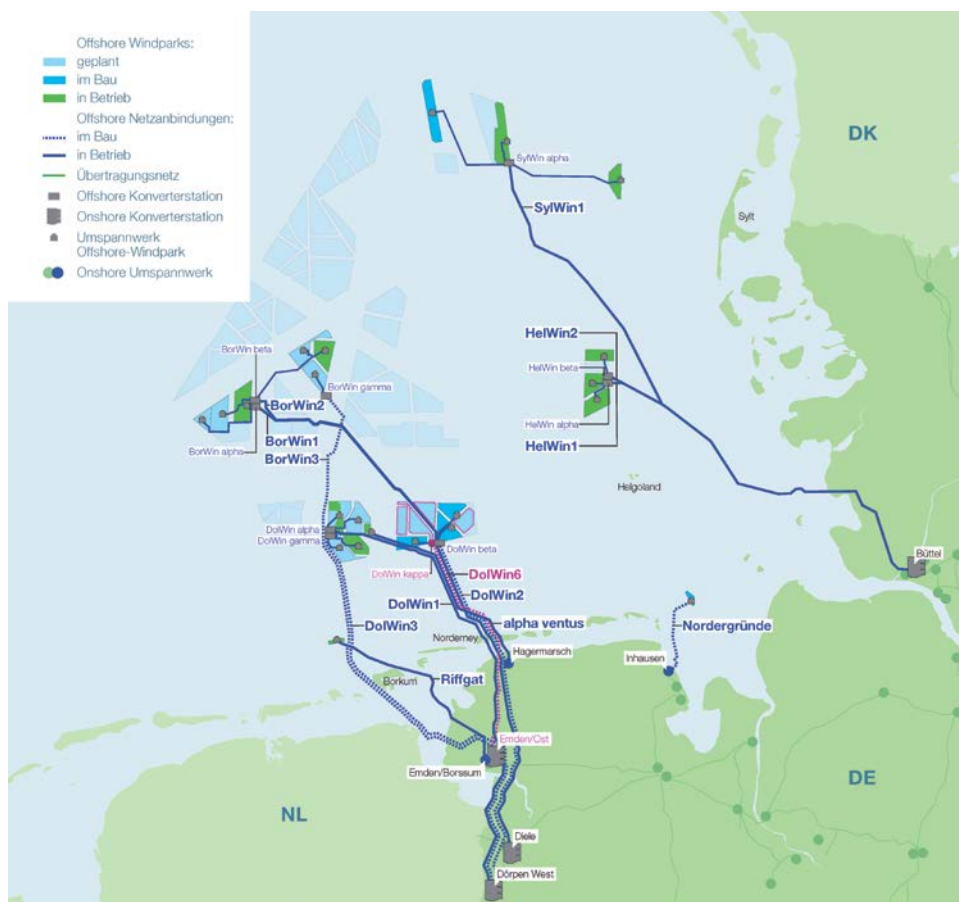 Offshore Windparks:
geplant
im Bau
in Betrieb
Offshore Netzanbindungen:
im Bau
in Betrieb
Übertragungsnetz
Offshore Konverterstation
Onshore Konverterstation
Umspannwerk
Offshore-Windpark
Onshore Umspannwerk
DK
SylWin alpha
SylWin1
Sylt
HelWin2
BorWin beta
HelWin beta
BorWin gamma
BorWin2
HelWin alpha
BorWin1
HelWin1
BorWin alpha
BorWin3
Helgoland
DolWin alpha
DolWin gamma
DolWin beta
Büttel
DolWin kappa
DolWin6
DolWin2
DolWin1
alpha ventus
Nordergründe
DolWin3
Norderney
Hagermarsch
Inhausen
Borkum
Riffgat
Emden/Ost
Emden/Borssum
DE
NL
Diele
Dörpen West